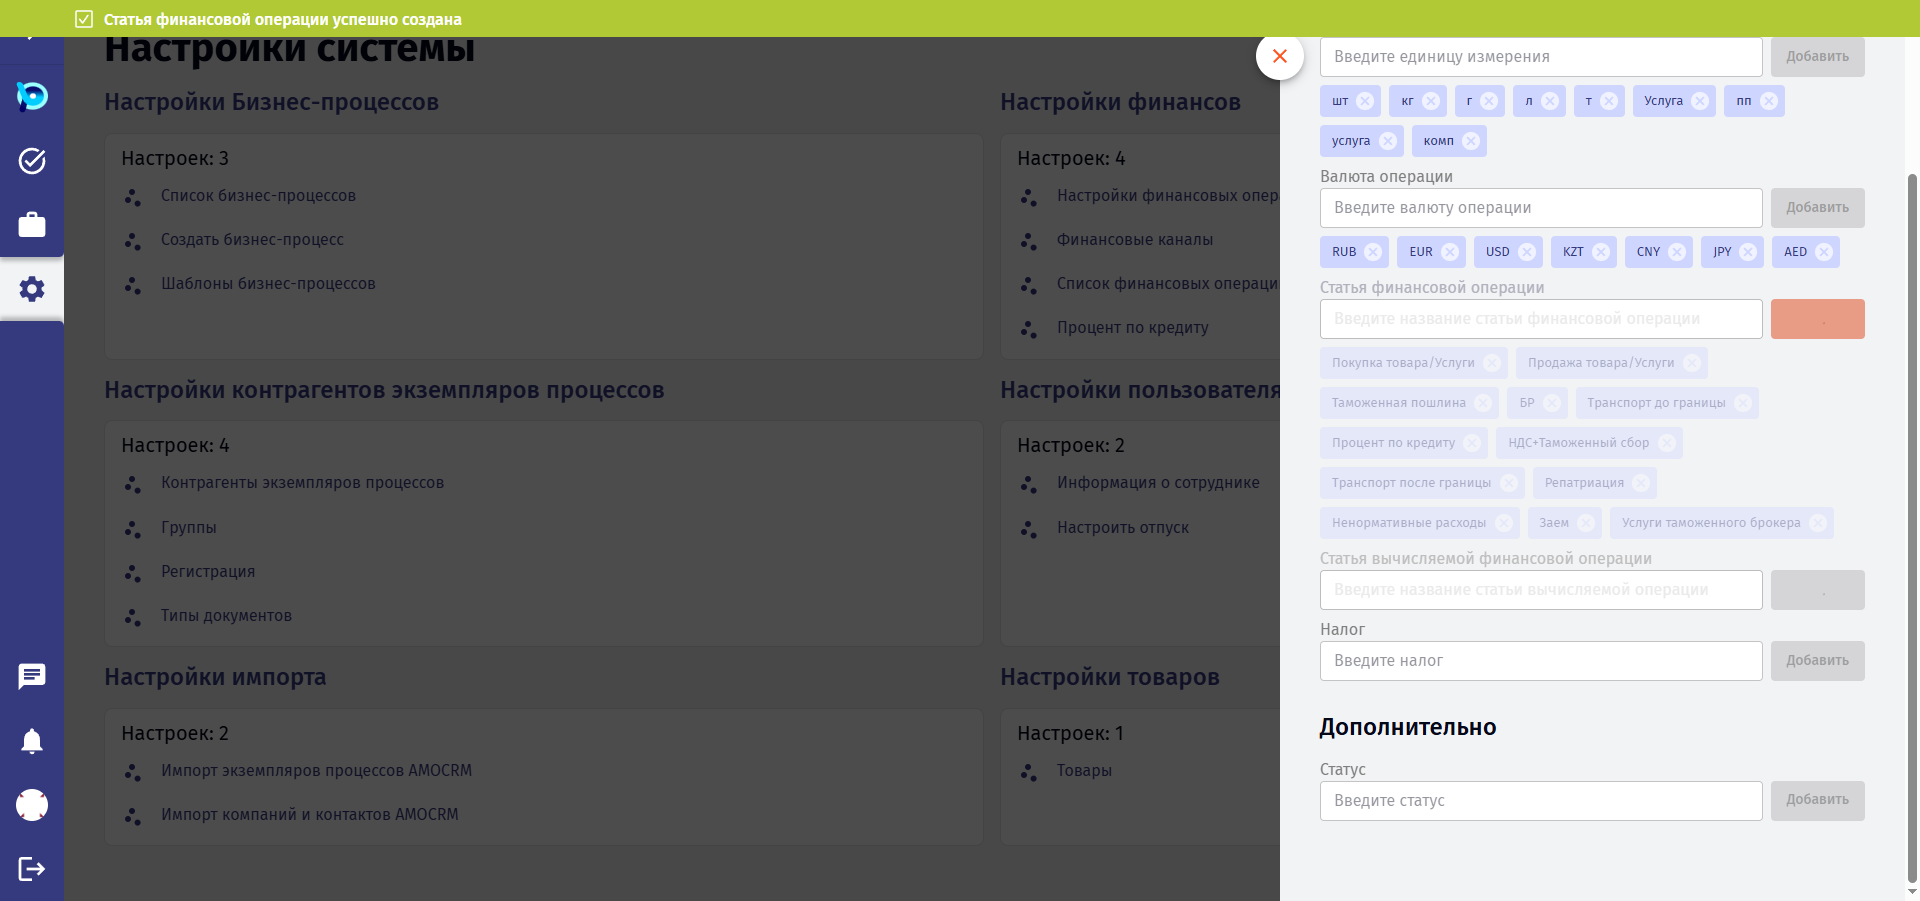 Статья финансовой операции успешно создана
Настройки системы
Настройки Бизнес-процессов
Настроек: 3
Список бизнес-процессов
Создать бизнес-процесс
Шаблоны бизнес-процессов
Настройки финансов
Настроек: 4
Настройки финансовых опер
Финансовые каналы
Список финансовых операци
Процент по кредиту
Настройки контрагентов экземпляров процессов
Настроек: 4
Контрагенты экземпляров процессов
Группы
Регистрация
Типы документов
Настройки пользователя
Настроек: 2
Информация о сотруднике
Настроить отпуск
Настройки импорта
Настроек: 2
Импорт экземпляров процессов AMOCRM
Импорт компаний и контактов AMOCRM
Настройки товаров
Настроек: 1
Товары
Введите единицу измерения Добавить
шт кг г л т Услуга пп
услуга комп
Валюта операции
Введите валюту операции Добавить
RUB EUR USD KZT CNY JPY AED
Статья финансовой операции
Введите название статьи финансовой операции .
Покупка товара/Услуги Продажа товара/Услуги
Таможенная пошлина БР Транспорт до границы
Процент по кредиту НДС+Таможенный сбор
Транспорт после границы Репатриация
Ненормативные расходы Заем Услуги таможенного брокера
Статья вычисляемой финансовой операции
Введите название статьи вычисляемой операции .
Налог
Введите налог Добавить
Дополнительно
Статус
Введите статус Добавить